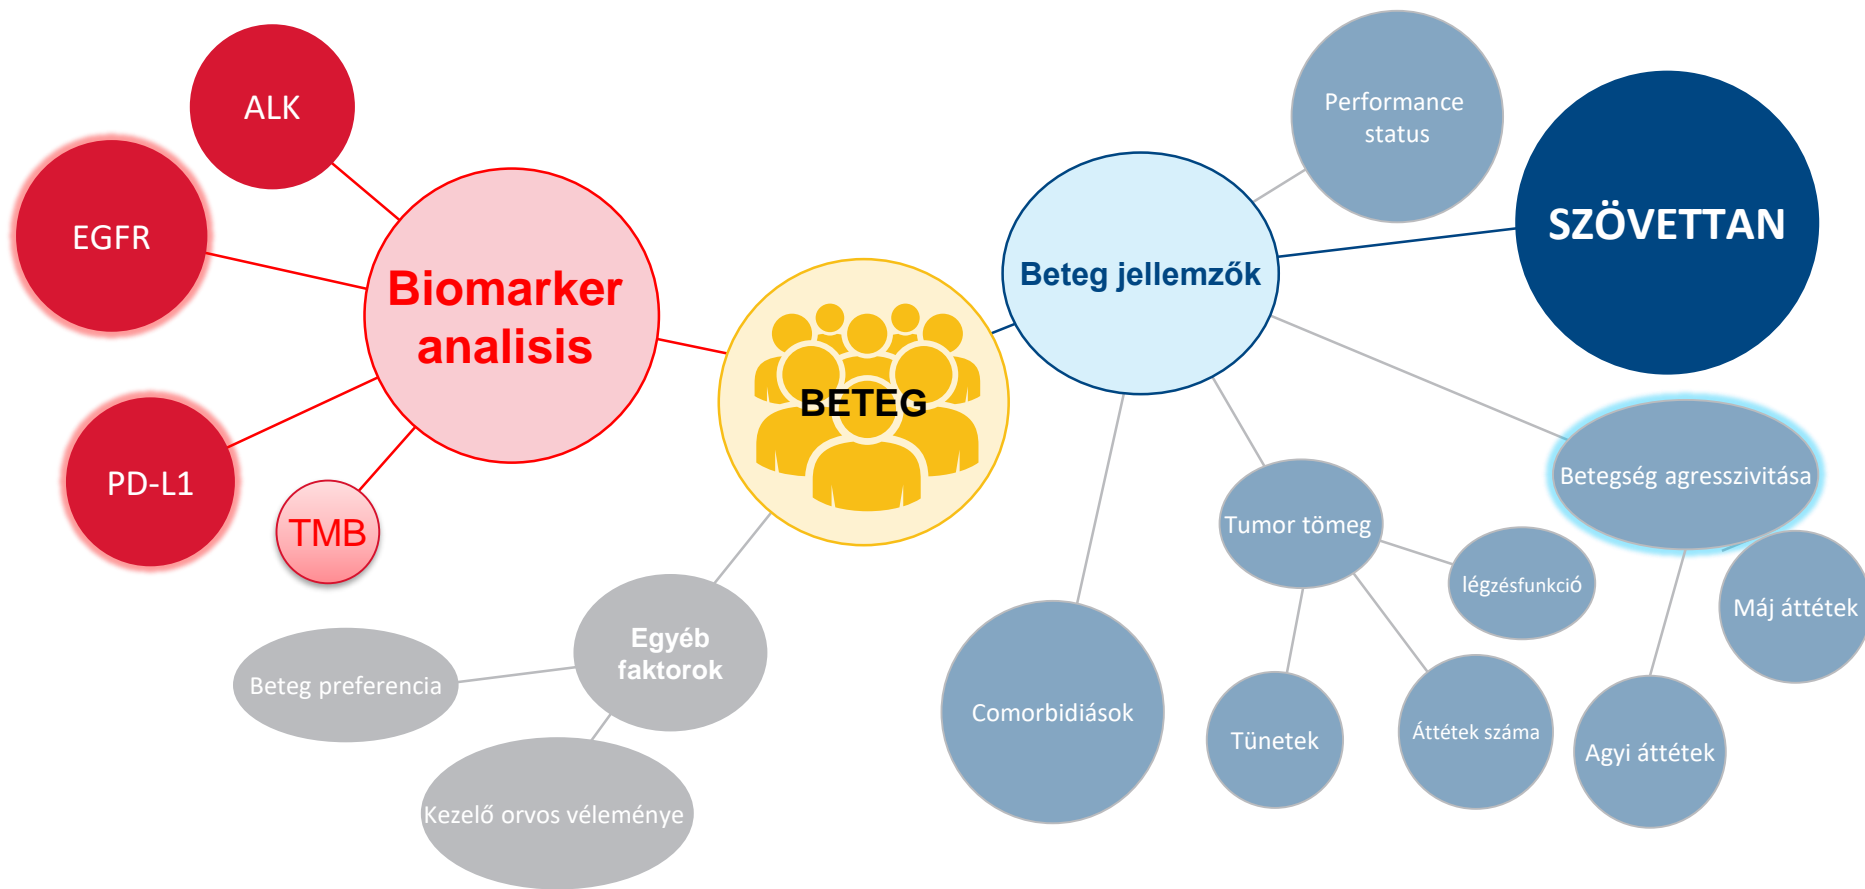 ALK
EGFR
Biomarker
analisis
PD-L1
TMB
BETEG
Egyéb
faktorok
Beteg preferencia
Kezelő orvos véleménye
Beteg jellemzők
Performance
status
SZÖVETTAN
Betegség agresszivitása
Tumor tömeg
légzésfunkció
Máj áttétek
Comorbidiások
Tünetek
Áttétek száma
Agyi áttétek